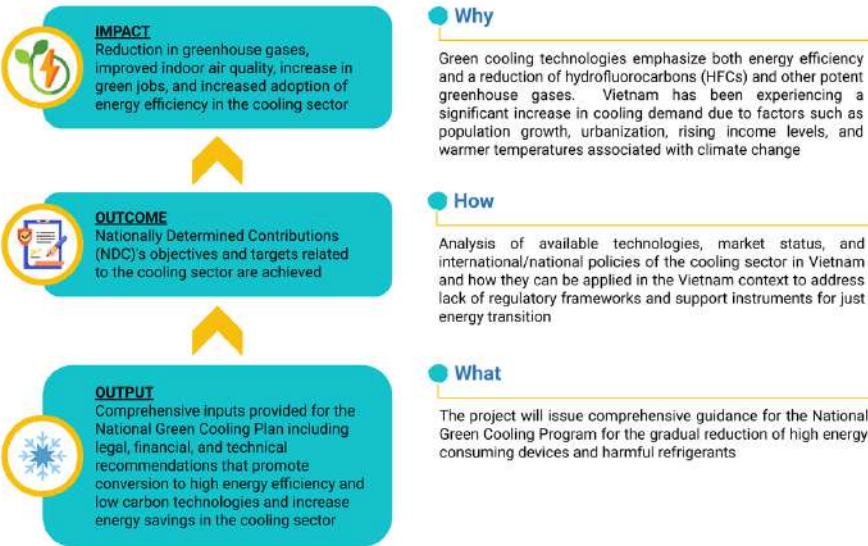 IMPACT
Reduction in greenhouse gases,
improved indoor air quality, increase in
green jobs, and increased adoption of
energy efficiency in the cooling sector
Why
Green cooling technologies emphasize both energy efficiency
and a reduction of hydrofluorocarbons (HFCs) and other potent
greenhouse gases. Vietnam has been experiencing a
significant increase in cooling demand due to factors such as
population growth, urbanization, rising income levels, and
warmer temperatures associated with climate change
OUTCOME
Nationally Determined Contributions
(NDC)'s objectives and targets related
to the cooling sector are achieved
How
Analysis of available technologies, market status, and
international/national policies of the cooling sector in Vietnam
and how they can be applied in the Vietnam context to address
lack of regulatory frameworks and support instruments for just
energy transition
OUTPUT
Comprehensive inputs provided for the
National Green Cooling Plan including
legal, financial, and technical
recommendations that promote
conversion to high energy efficiency and
low carbon technologies and increase
energy savings in the cooling sector
What
The project will issue comprehensive guidance for the National
Green Cooling Program for the gradual reduction of high energy
consuming devices and harmful refrigerants